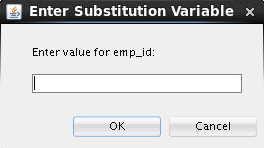 Enter Substitution Variable
Enter value for emp_id:
OK
Cancel